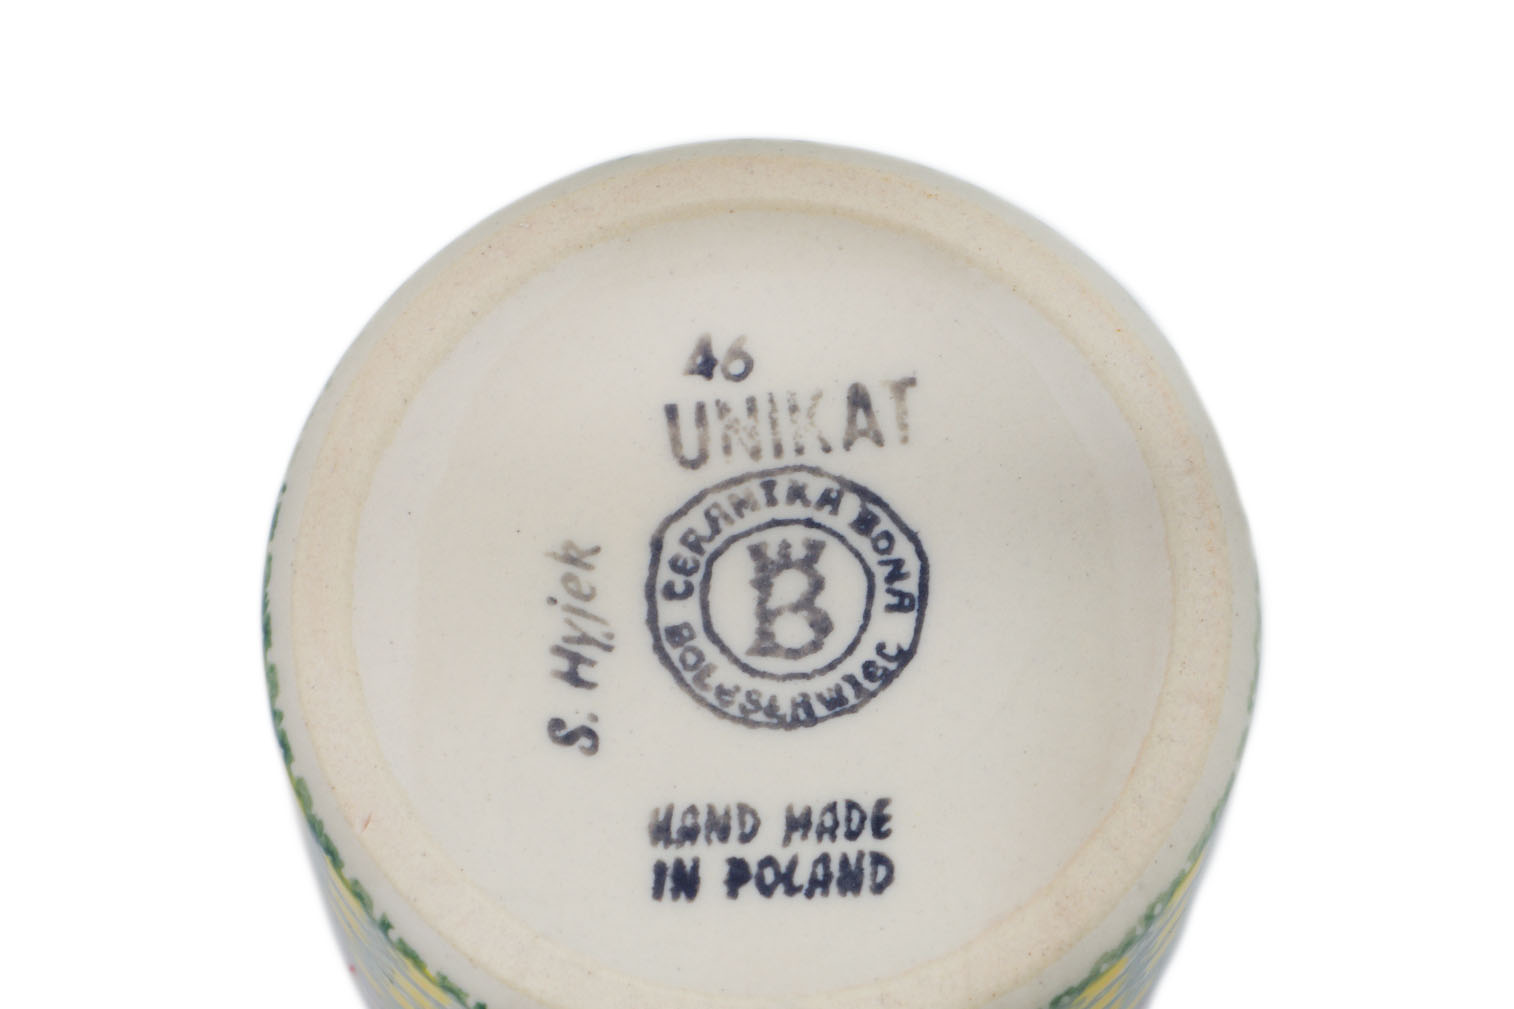 46
UNIKAT
CERAMIKA BONA
B
BOLESŁAWIEC
S. Hyjek
HAND MADE
IN POLAND